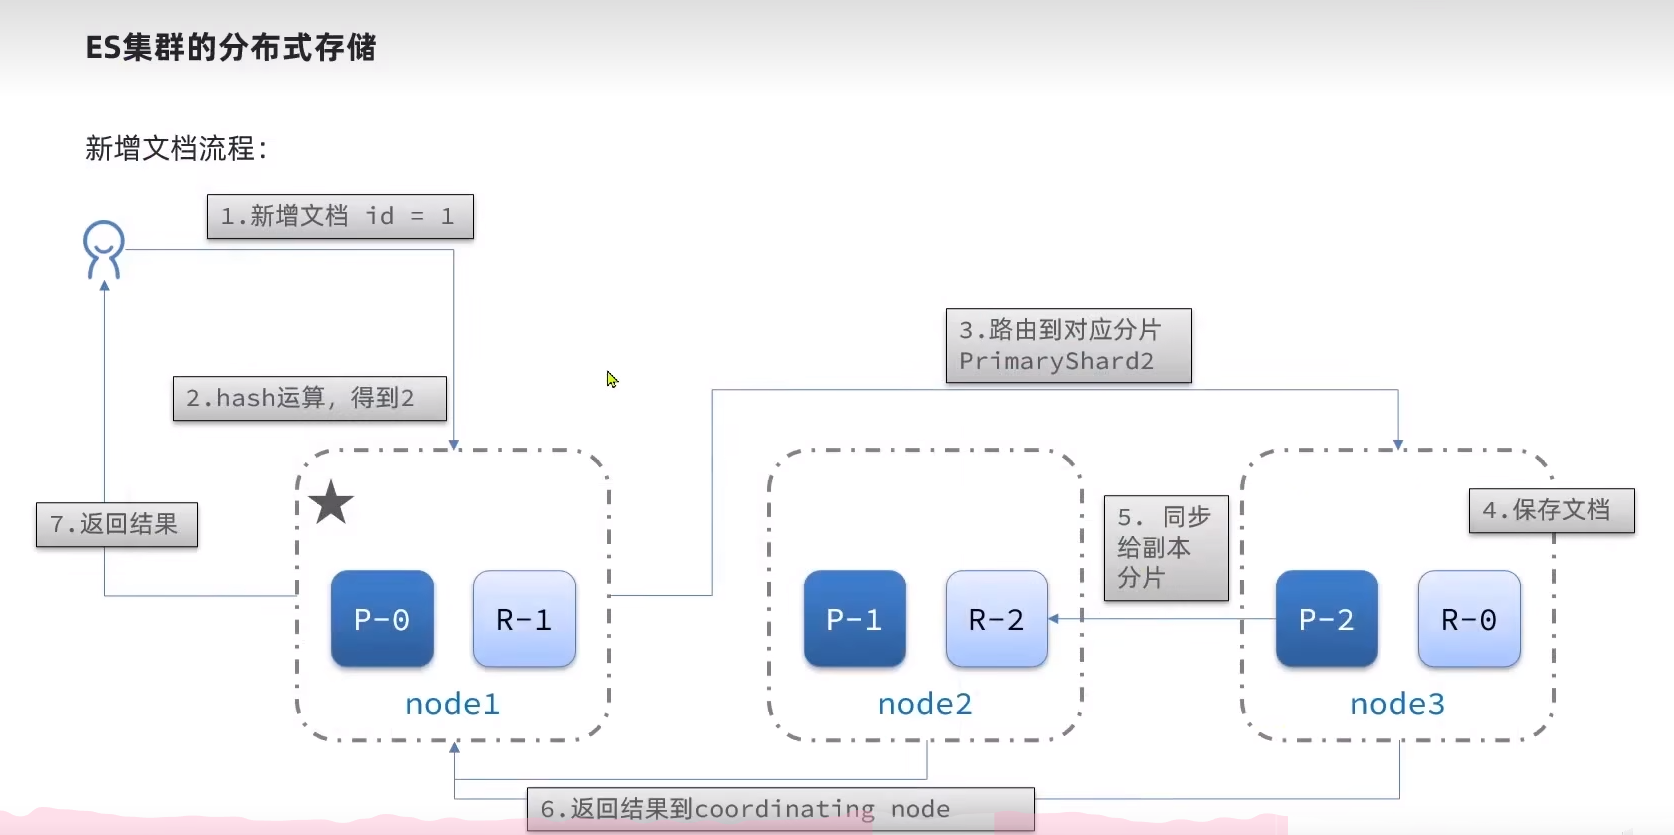 ES集群的分布式存储
新增文档流程：
1.新增文档 id = 1
2.hash运算，得到2
3.路由到对应分片
PrimaryShard2
7.返回结果
5. 同步
给副本
分片
4.保存文档
P-0
R-1
P-1
R-2
P-2
R-0
node1
node2
node3
6.返回结果到coordinating node